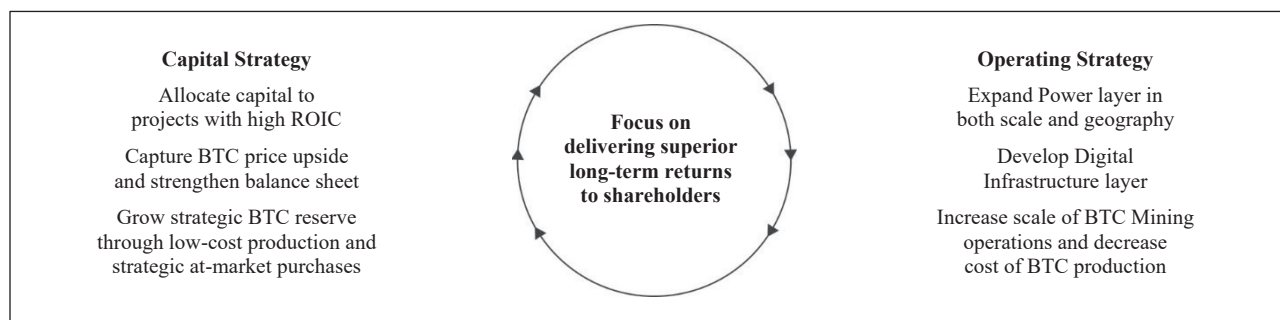 Capital Strategy
Allocate capital to
projects with high ROIC
Capture BTC price upside
and strengthen balance sheet
Grow strategic BTC reserve
through low-cost production and
strategic at-market purchases
Focus on
delivering superior
long-term returns
to shareholders
Operating Strategy
Expand Power layer in
both scale and geography
Develop Digital
Infrastructure layer
Increase scale of BTC Mining
operations and decrease
cost of BTC production